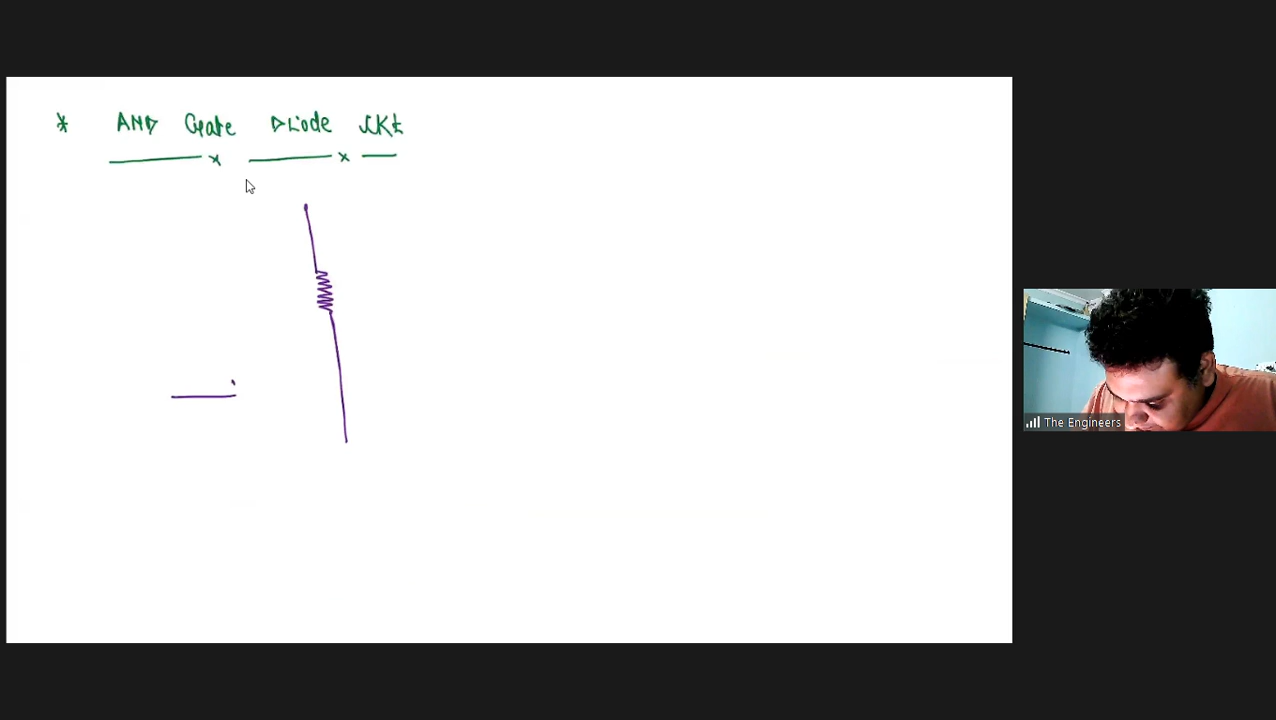 * AND Gate Diode CKt
The Engineers